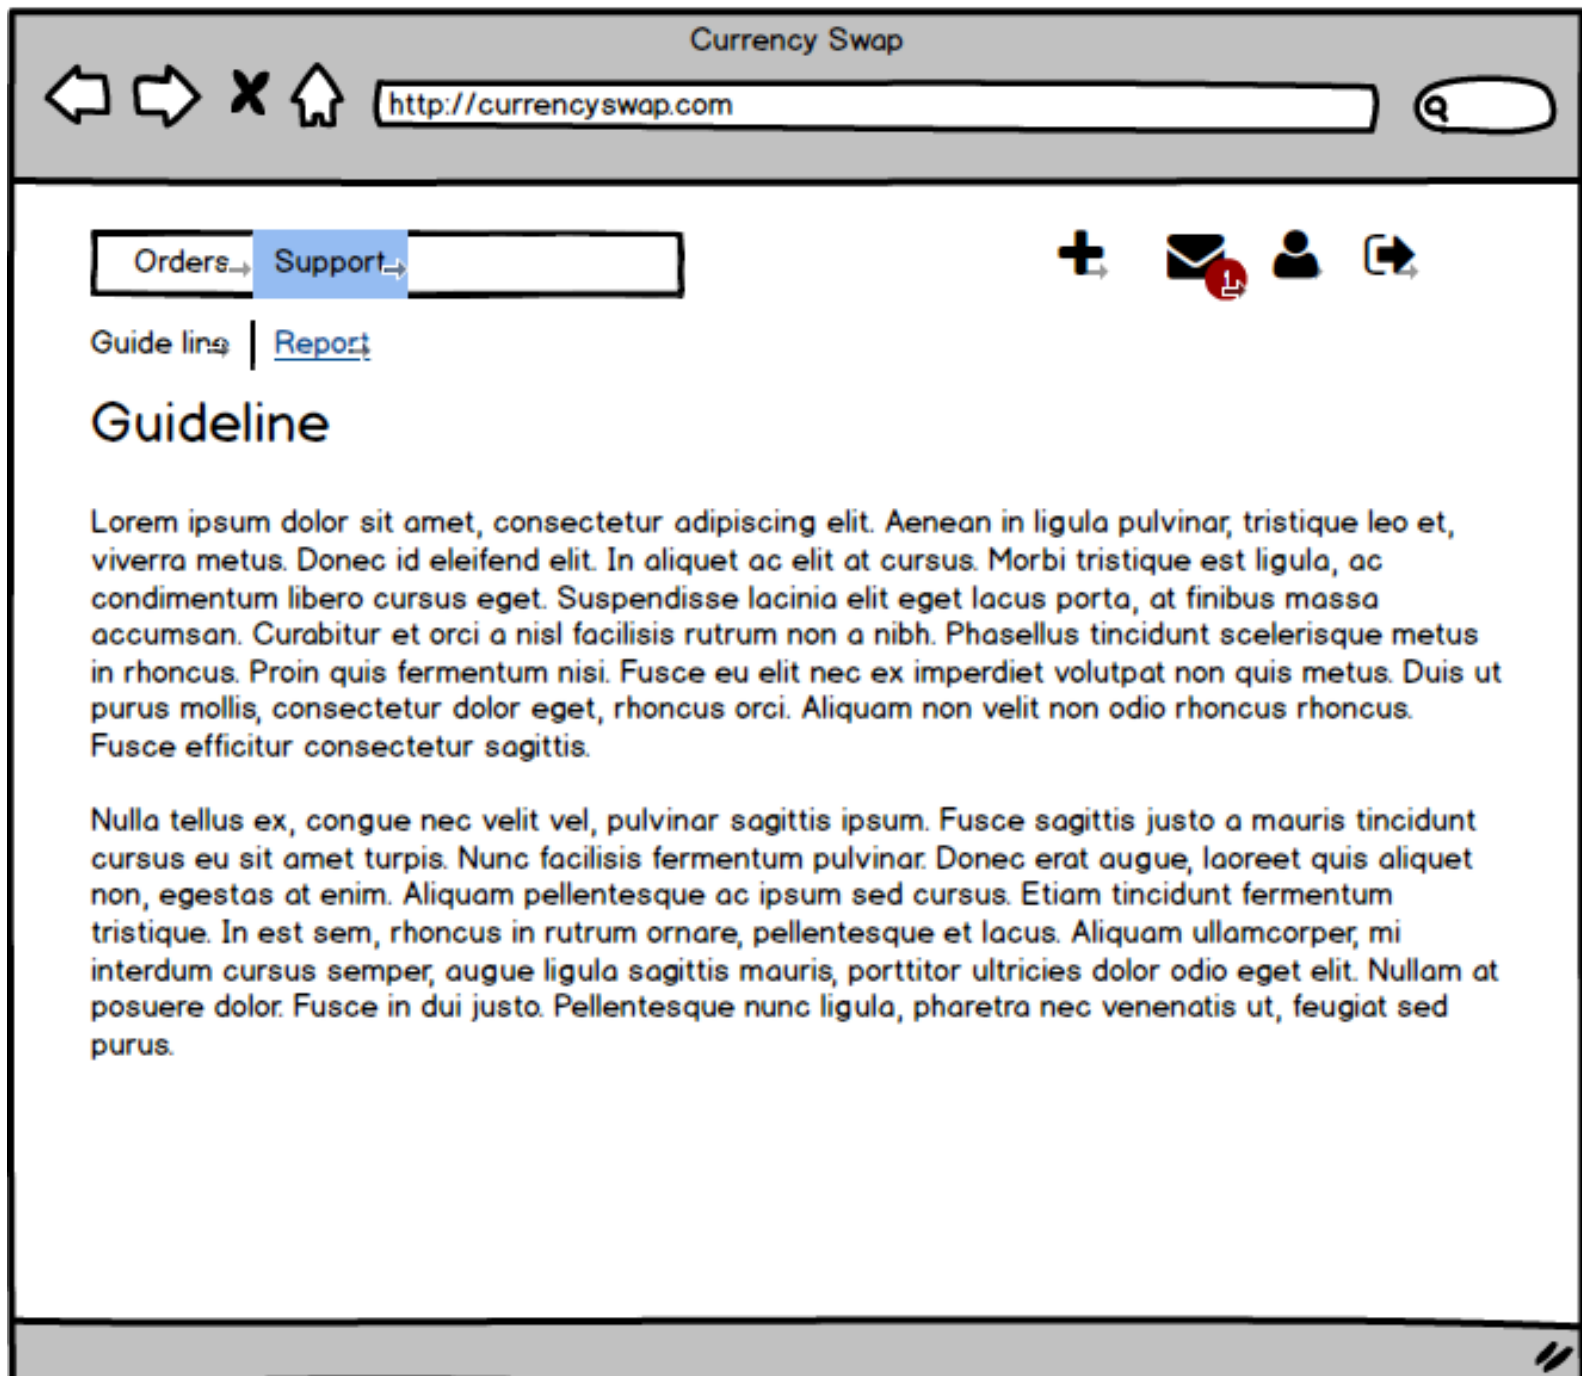 Currency Swap
http://currencyswap.com
Orders Support
1
Guide line Report
Guideline
Lorem ipsum dolor sit amet, consectetur adipiscing elit. Aenean in ligula pulvinar, tristique leo et,
viverra metus. Donec id eleifend elit. In aliquet ac elit at cursus. Morbi tristique est ligula, ac
condimentum libero cursus eget. Suspendisse lacinia elit eget lacus porta, at finibus massa
accumsan. Curabitur et orci a nisl facilisis rutrum non a nibh. Phasellus tincidunt scelerisque metus
in rhoncus. Proin quis fermentum nisi. Fusce eu elit nec ex imperdiet volutpat non quis metus. Duis ut
purus mollis, consectetur dolor eget, rhoncus orci. Aliquam non velit non odio rhoncus rhoncus.
Fusce efficitur consectetur sagittis.
Nulla tellus ex, congue nec velit vel, pulvinar sagittis ipsum. Fusce sagittis justo a mauris tincidunt
cursus eu sit amet turpis. Nunc facilisis fermentum pulvinar. Donec erat augue, laoreet quis aliquet
non, egestas at enim. Aliquam pellentesque ac ipsum sed cursus. Etiam tincidunt fermentum
tristique. In est sem, rhoncus in rutrum ornare, pellentesque et lacus. Aliquam ullamcorper, mi
interdum cursus semper, augue ligula sagittis mauris, porttitor ultricies dolor odio eget elit. Nullam at
posuere dolor. Fusce in dui justo. Pellentesque nunc ligula, pharetra nec venenatis ut, feugiat sed
purus.